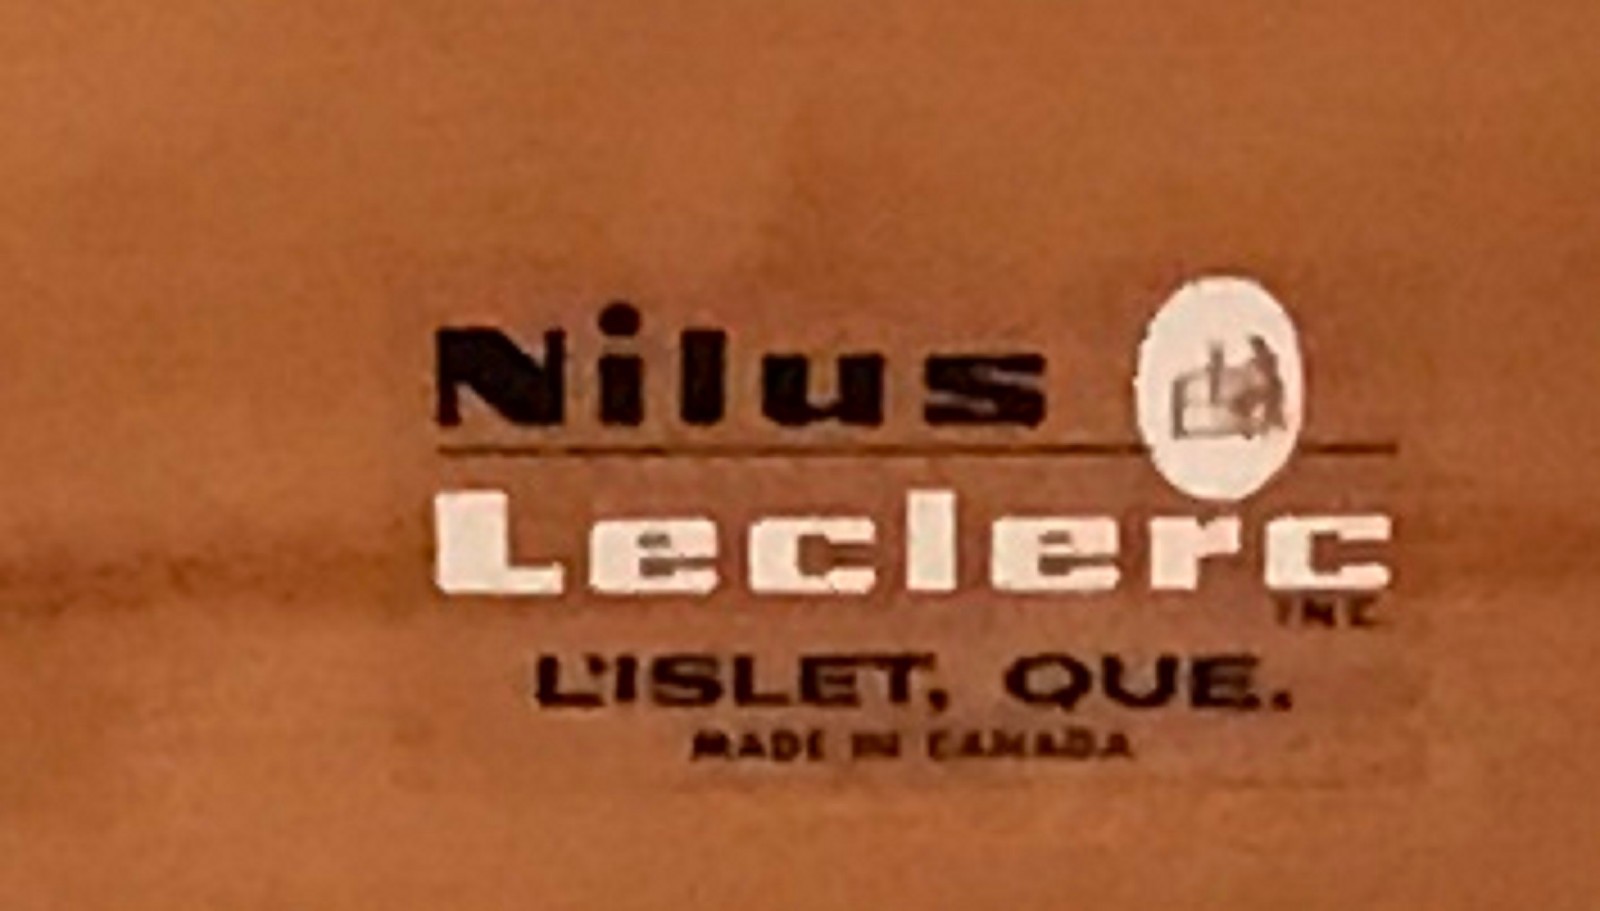 Nilus
Leclerc
INC.
L'ISLET, QUE.
MADE IN CANADA